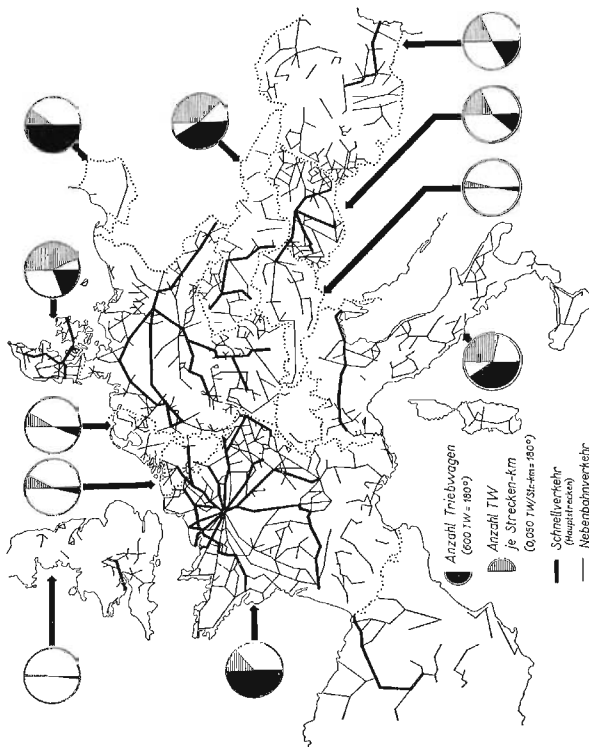 Anzahl Triebwagen
(600 TW = 180°)
Anzahl TW
je Strecken-km
(0,050 TW/Str.-km = 180°)
Schnellverkehr
(Hauptstrecken)
Nebenbahnverkehr